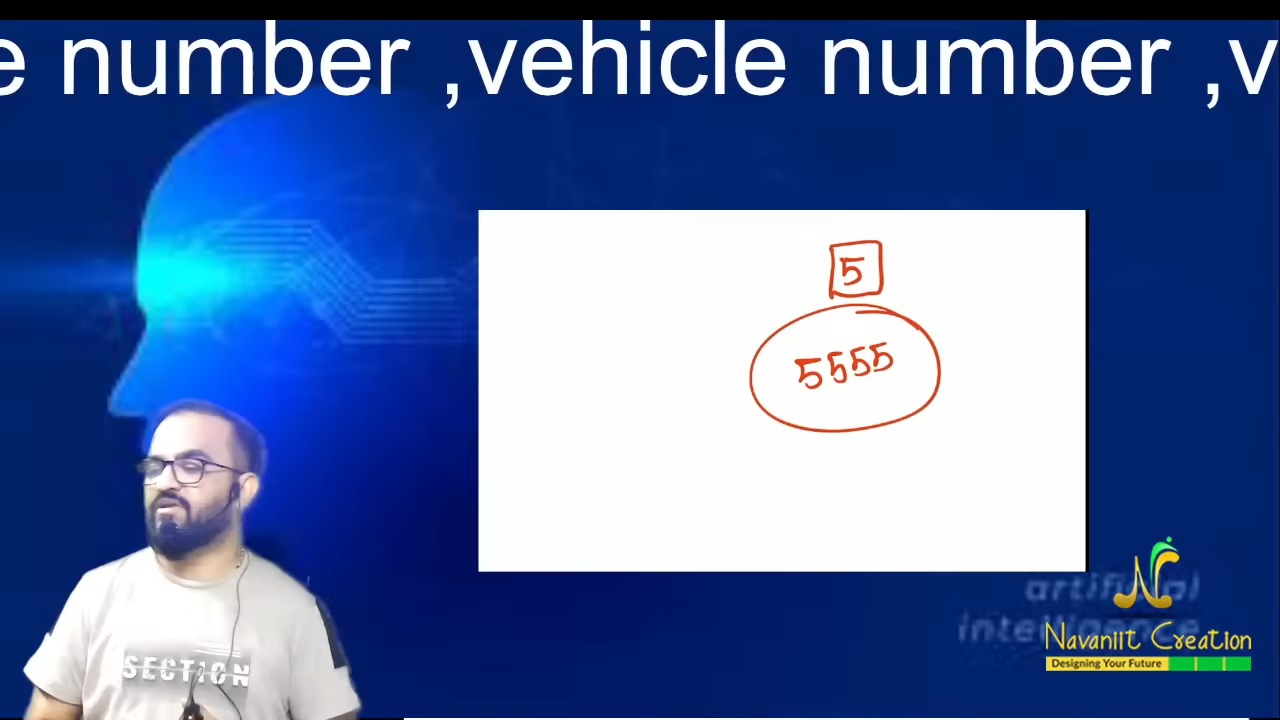 e number ,vehicle number ,v
5
5555
artificial
intelligence
Navaniit Creation
Designing Your Future
SECTION